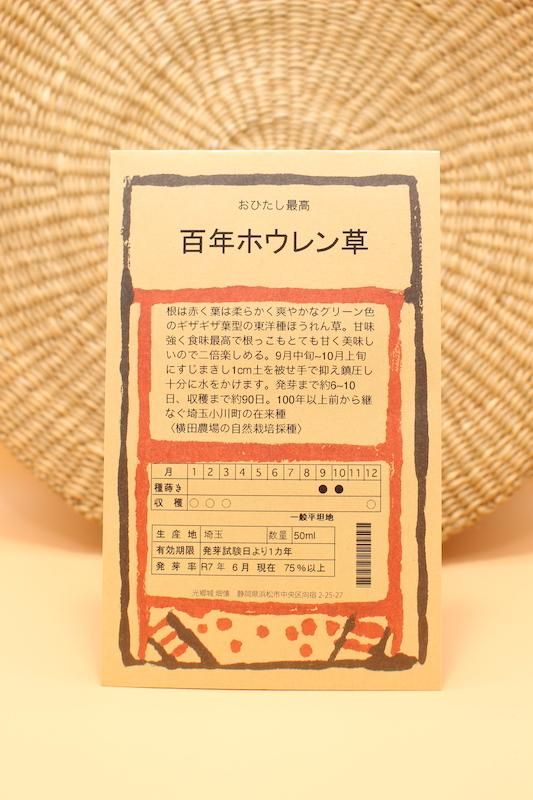 おひたし最高
百年ホウレン草
根は赤く葉は柔らかく爽やかなグリーン色
のギザギザ葉型の東洋種ほうれん草。甘味
強く食味最高で根っこもとても甘く美味し
いので二倍楽しめる。9月中旬~10月上旬
にすじまきし1cm土を被せ手で抑え鎮圧し
十分に水をかけます。発芽まで約6~10
日、収穫まで約90日。100年以上前から継
なぐ埼玉小川町の在来種
〈横田農場の自然栽培採種〉
月 1 2 3 4 5 6 7 8 9 10 11 12
種蒔き ● ●
収穫 ○ ○ ○ ○
一般平坦地
生産地 埼玉 数量 50ml
有効期限 発芽試験日より1カ年
発芽率 R7年 6月 現在 75%以上
光郷城 畑懐 静岡県浜松市中央区向宿2-25-27